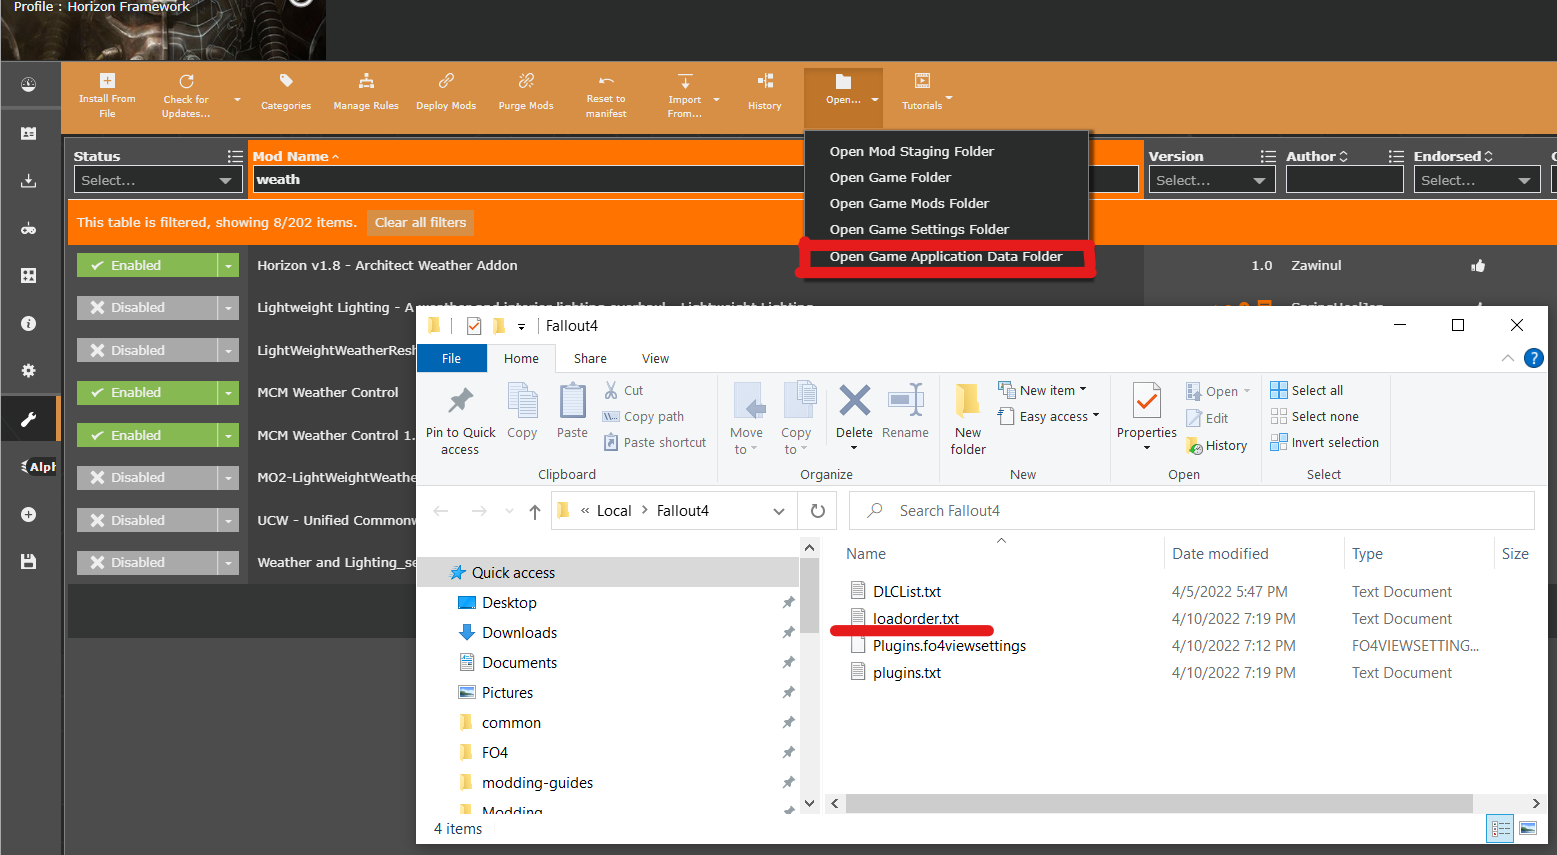 Profile : Horizon Framework
Install From File
Check for Updates...
Categories
Manage Rules
Deploy Mods
Purge Mods
Reset to manifest
Import From...
History
Open...
Tutorials
Status
Mod Name
Version
Author
Endorsed
Select...
weath
Select...
Select...
This table is filtered, showing 8/202 items.
Clear all filters
Open Mod Staging Folder
Open Game Folder
Open Game Mods Folder
Open Game Settings Folder
Open Game Application Data Folder
Enabled
Horizon v1.8 - Architect Weather Addon
1.0
Zawinul
Disabled
Lightweight Lighting - A weather and interior lighting overhaul - Lightweight Lighting
Disabled
LightWeightWeatherResh
Enabled
MCM Weather Control
Enabled
MCM Weather Control 1.
Alph
Disabled
MO2-LightWeightWeathe
Disabled
UCW - Unified Commonw
Disabled
Weather and Lighting_se
Fallout4
File
Home
Share
View
Pin to Quick access
Copy
Paste
Cut
Copy path
Paste shortcut
Clipboard
Move to
Copy to
Delete
Rename
Organize
New folder
New item
Easy access
New
Properties
Open
Edit
History
Open
Select all
Select none
Invert selection
Select
« Local > Fallout4
Search Fallout4
Quick access
Desktop
Downloads
Documents
Pictures
common
FO4
modding-guides
Modding
Name
Date modified
Type
Size
DLCList.txt
4/5/2022 5:47 PM
Text Document
loadorder.txt
4/10/2022 7:19 PM
Text Document
Plugins.fo4viewsettings
4/10/2022 7:12 PM
FO4VIEWSETTING...
plugins.txt
4/10/2022 7:19 PM
Text Document
4 items